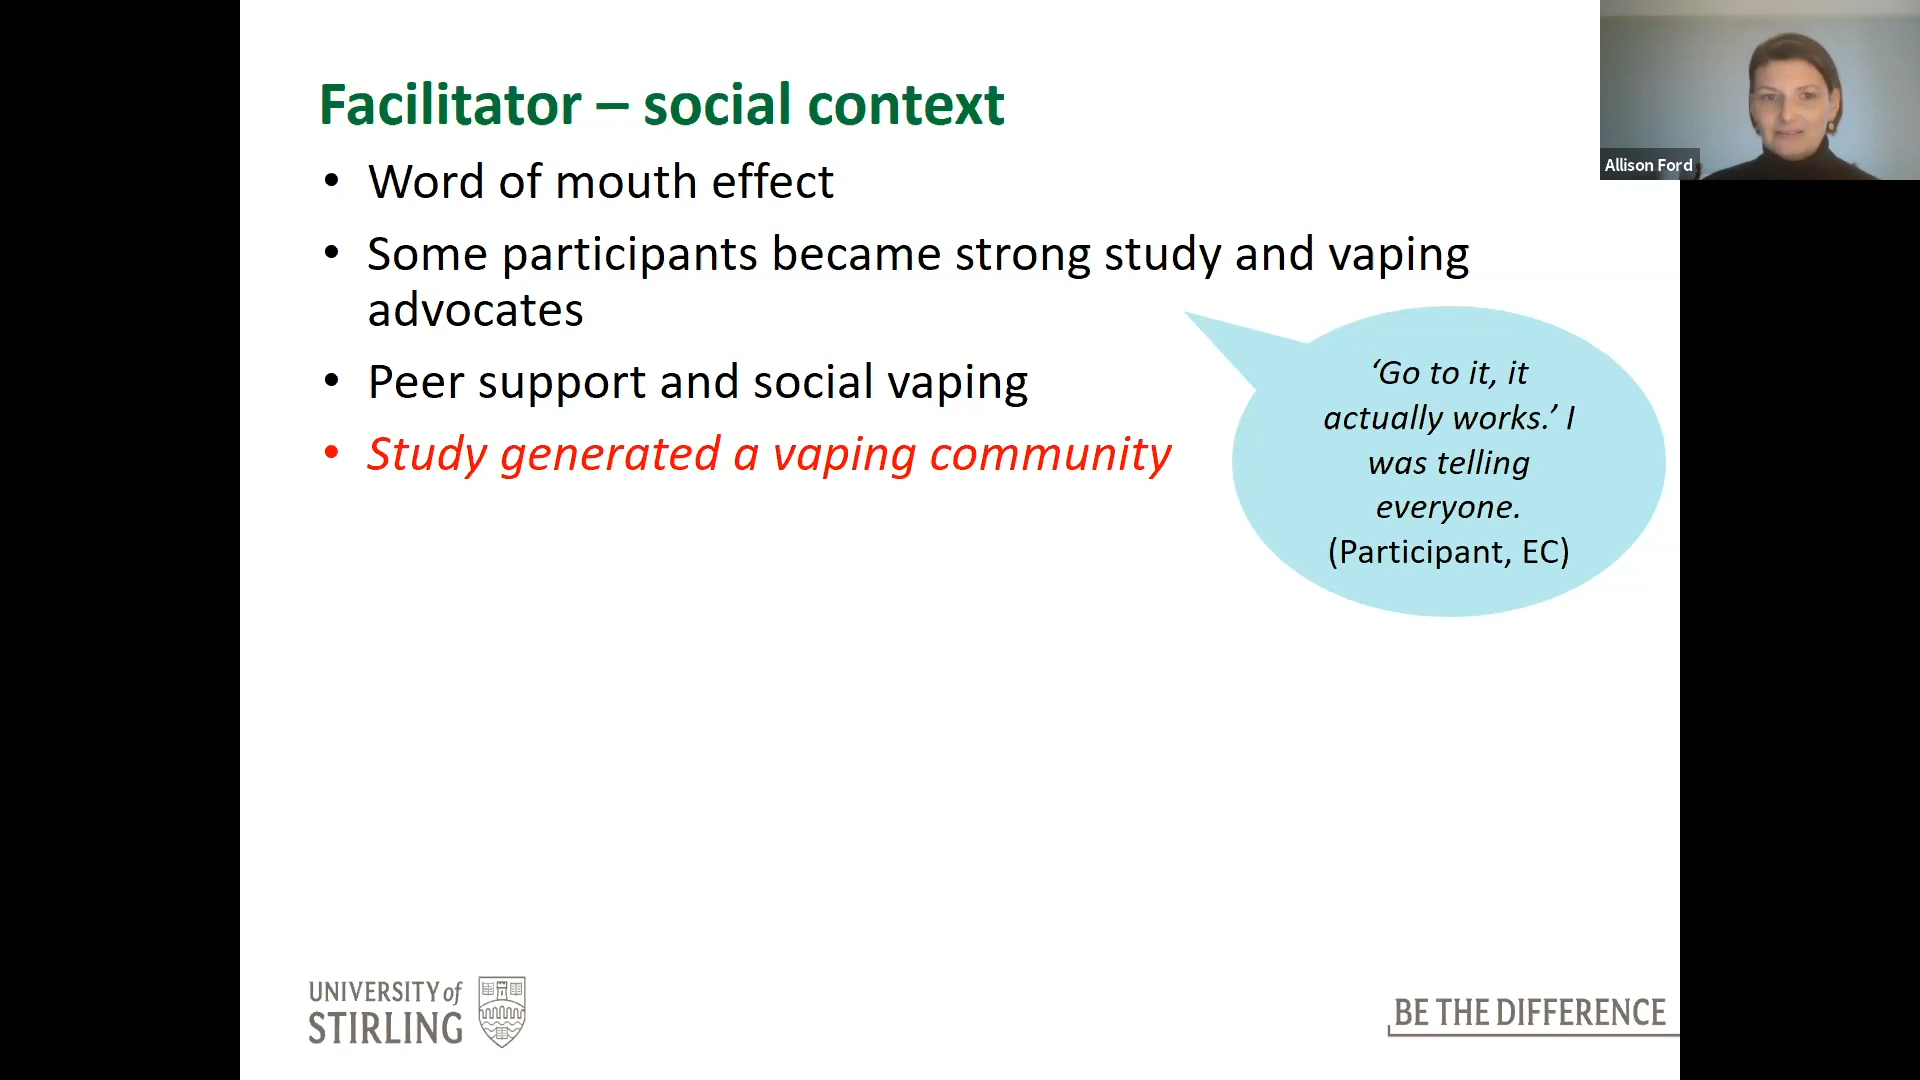 Facilitator – social context
• Word of mouth effect
• Some participants became strong study and vaping
advocates
• Peer support and social vaping
• Study generated a vaping community
‘Go to it, it
actually works.’ I
was telling
everyone.
(Participant, EC)
Allison Ford
UNIVERSITY of
STIRLING
BE THE DIFFERENCE